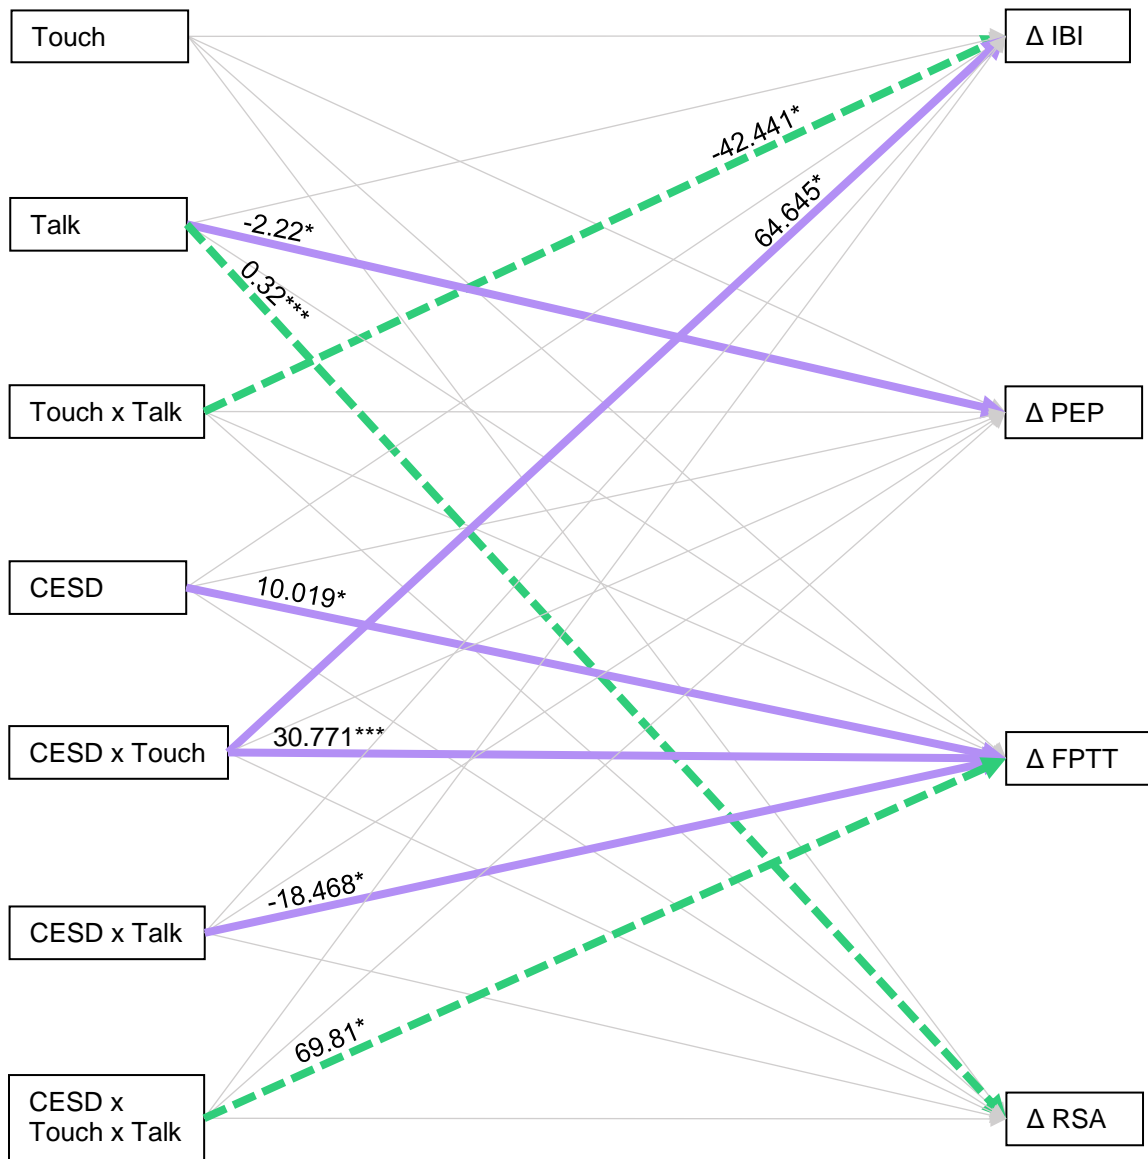 Touch
Δ IBI
-42.441*
64.645*
Talk
-2.22*
0.32***
Touch x Talk
Δ PEP
CESD
10.019*
CESD x Touch
30.771***
Δ FPTT
CESD x Talk
-18.468*
69.81*
CESD x
Touch x Talk
Δ RSA